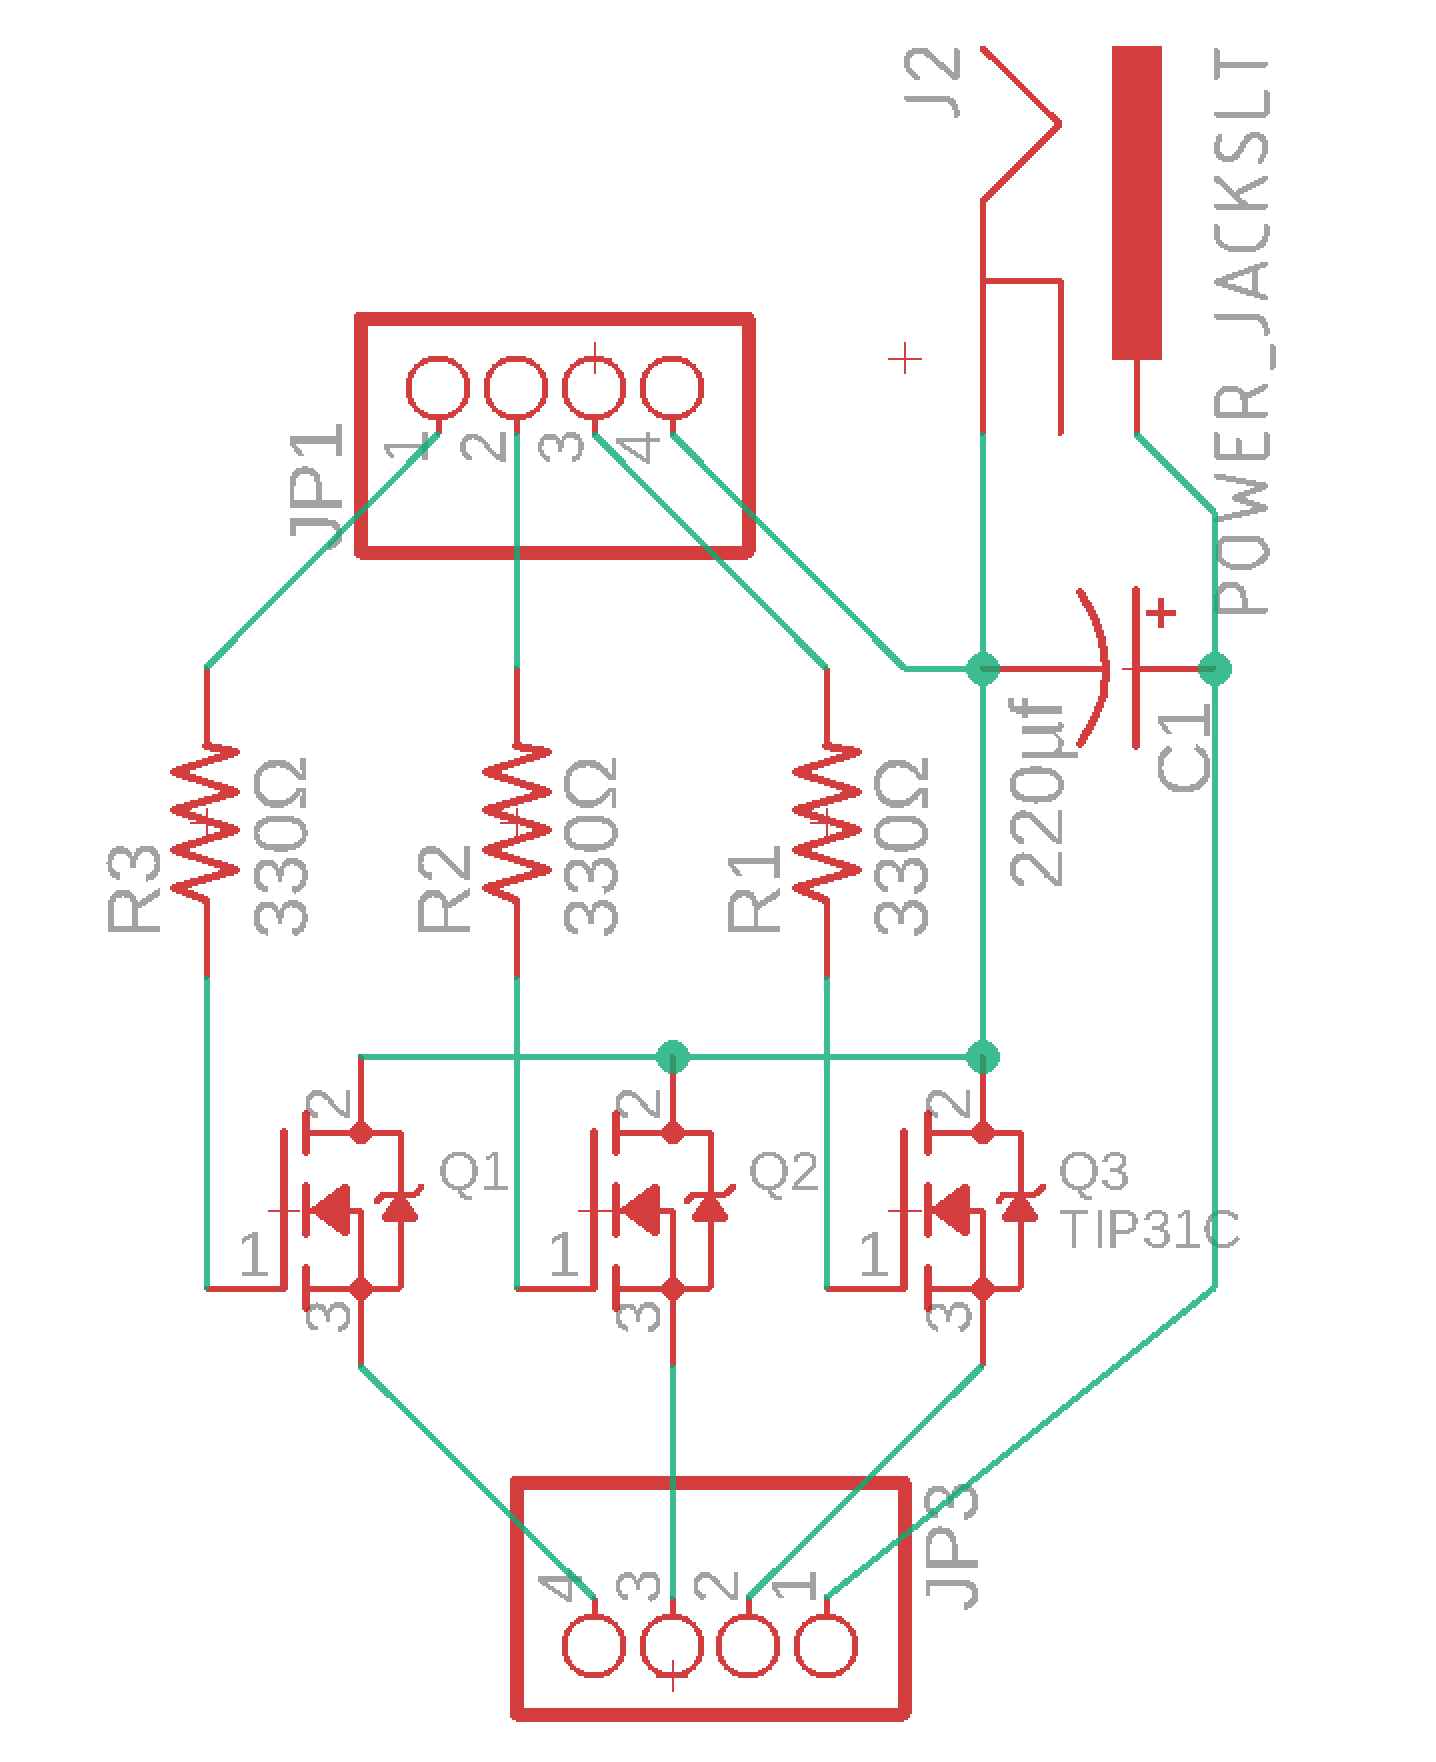 J2
POWER_JACKSLT
JP1
1 2 3 4
+
220µf
C1
R3
330Ω
R2
330Ω
R1
330Ω
2
1
3
Q1
2
1
3
Q2
2
1
3
Q3
TIP31C
JP3
4 3 2 1